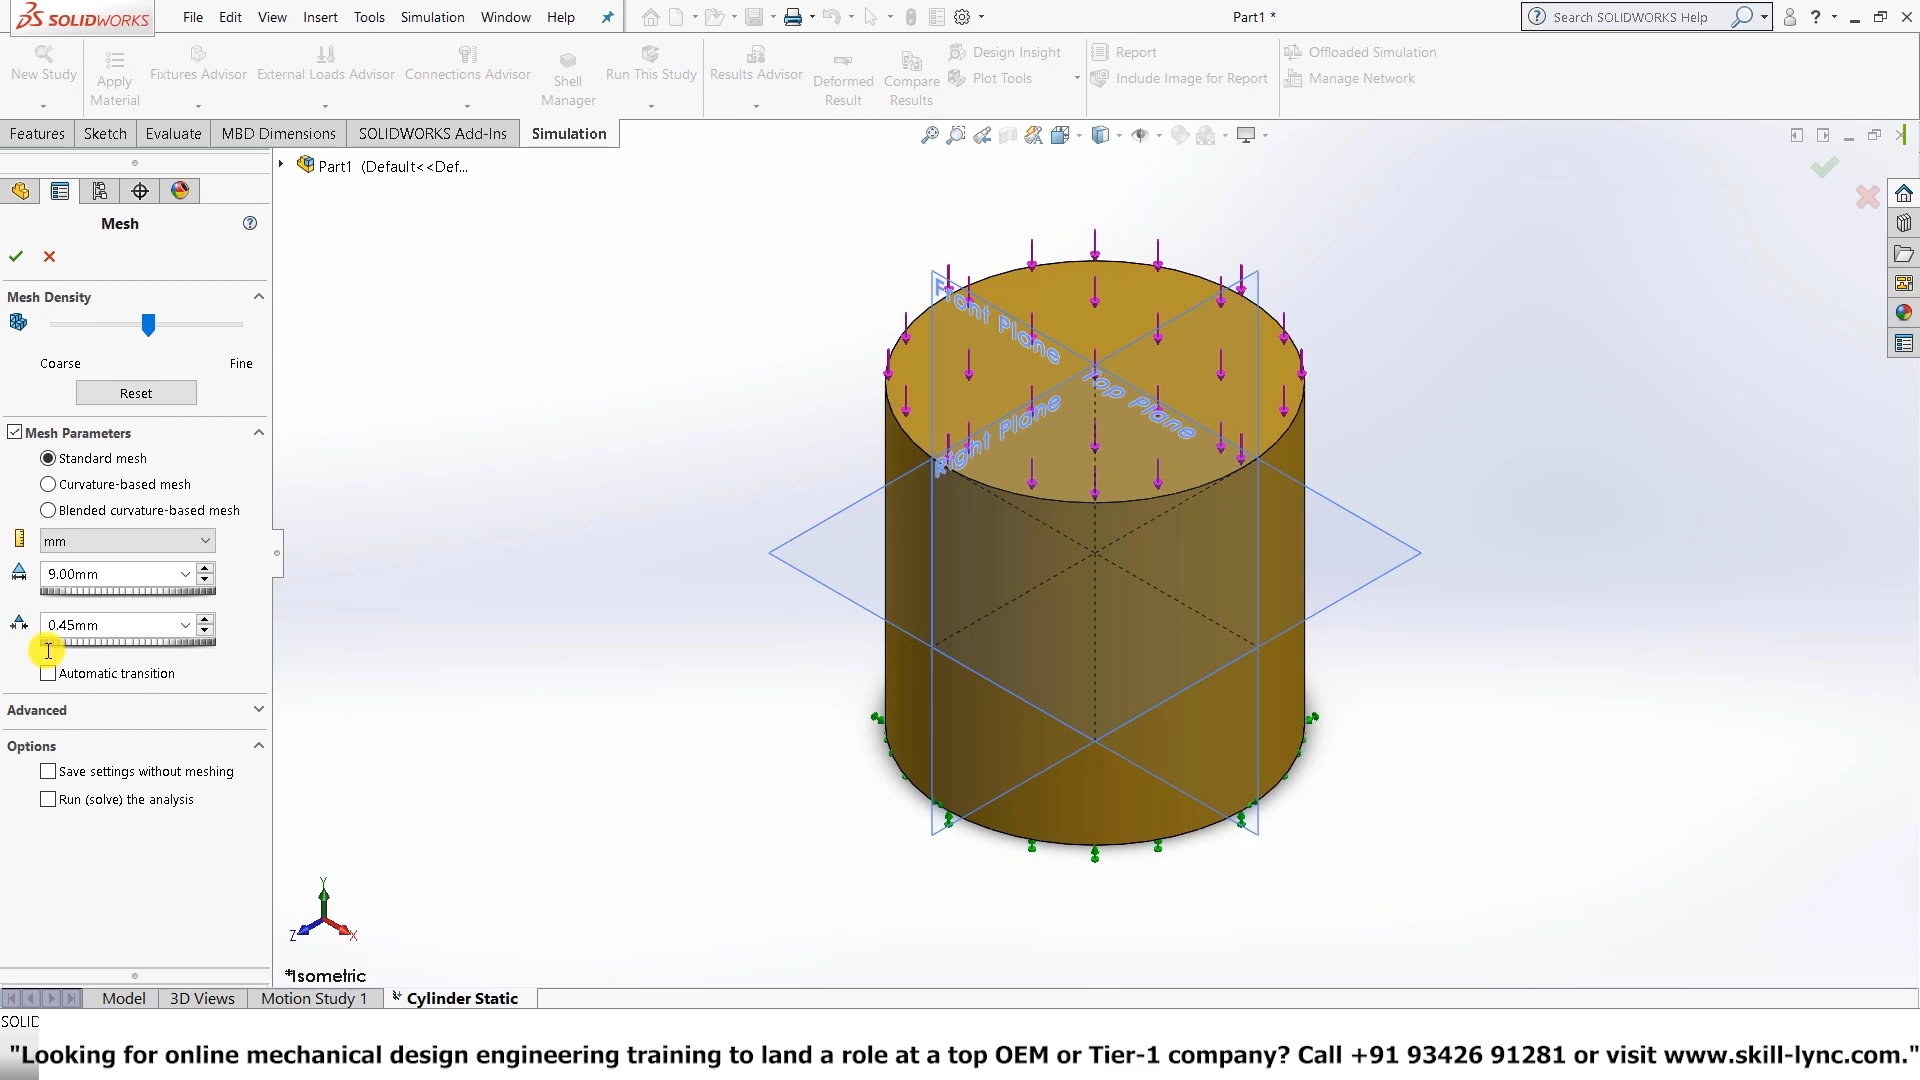 SOLIDWORKS File Edit View Insert Tools Simulation Window Help Part1 * Search SOLIDWORKS Help
New Study Apply Material Fixtures Advisor External Loads Advisor Connections Advisor Shell Manager Run This Study Results Advisor Deformed Result Compare Results Design Insight Plot Tools Report Include Image for Report Offloaded Simulation Manage Network
Features Sketch Evaluate MBD Dimensions SOLIDWORKS Add-Ins Simulation
Part1 (Default<<Def...
Mesh
Mesh Density
Coarse Fine
Reset
Mesh Parameters
Standard mesh
Curvature-based mesh
Blended curvature-based mesh
mm
9.00mm
0.45mm
Automatic transition
Advanced
Options
Save settings without meshing
Run (solve) the analysis
Front Plane
Top Plane
Right Plane
Y
Z X
*Isometric
Model 3D Views Motion Study 1 Cylinder Static
SOLID
"Looking for online mechanical design engineering training to land a role at a top OEM or Tier-1 company? Call +91 93426 91281 or visit www.skill-lync.com."